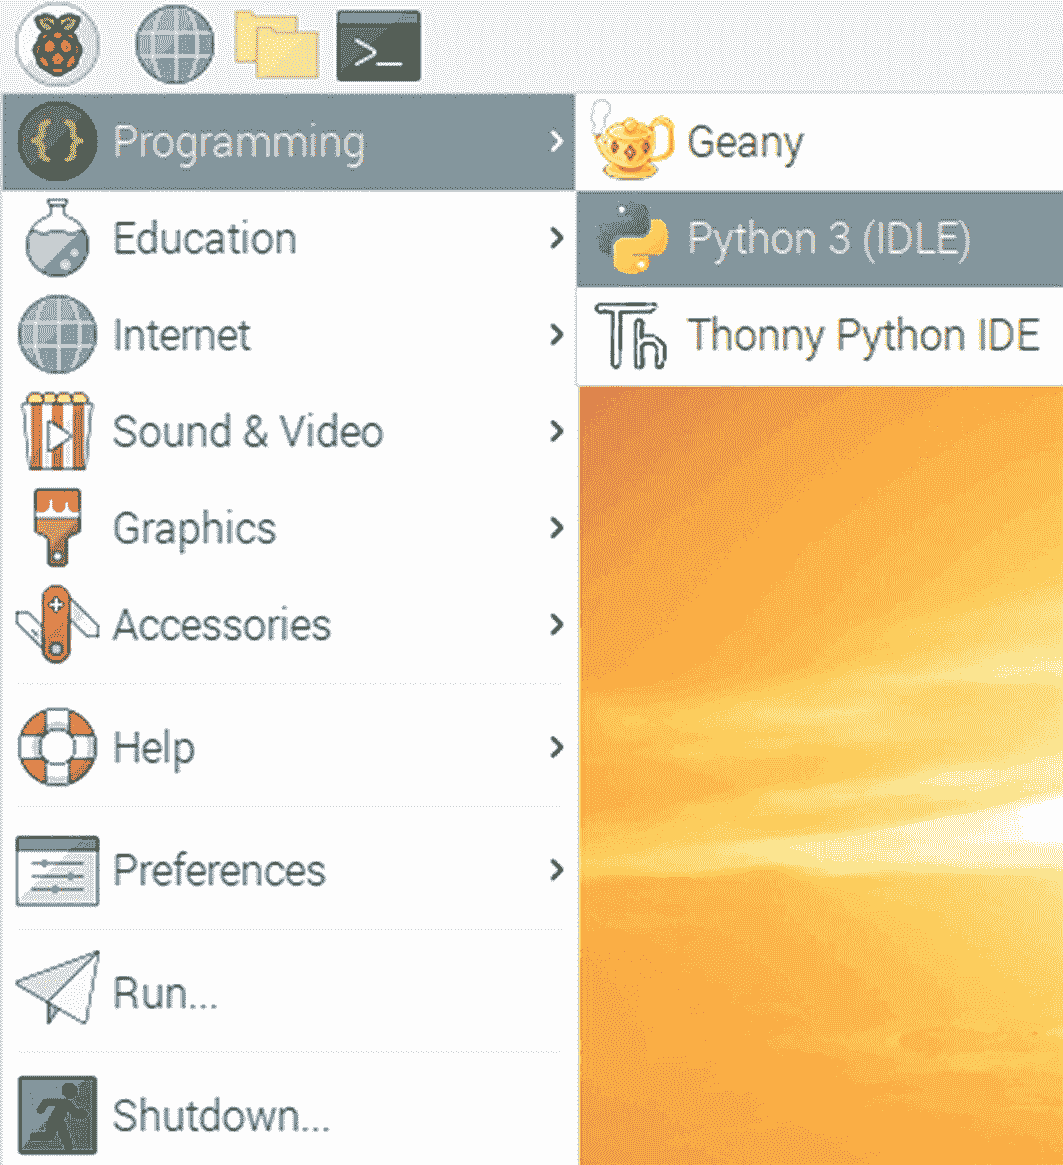 Programming
Geany
Education
Python 3 (IDLE)
Internet
Thonny Python IDE
Sound & Video
Graphics
Accessories
Help
Preferences
Run...
Shutdown...